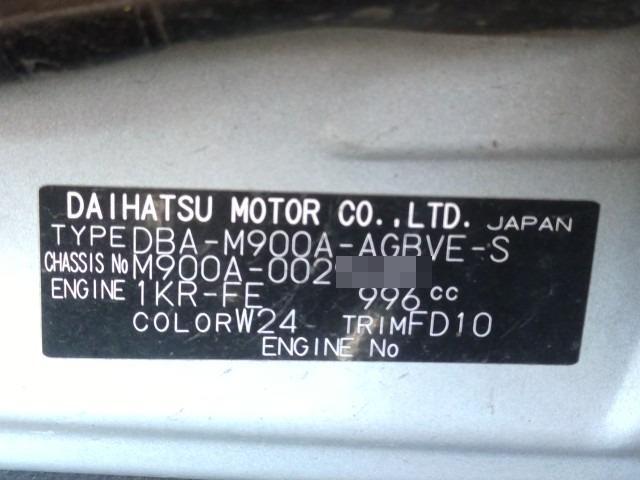 DAIHATSU MOTOR CO.,LTD. JAPAN
TYPE DBA-M900A-AGBVE-S
CHASSIS No M900A-002
ENGINE 1KR-FE 996 cc
COLOR W24 TRIM FD10
ENGINE No